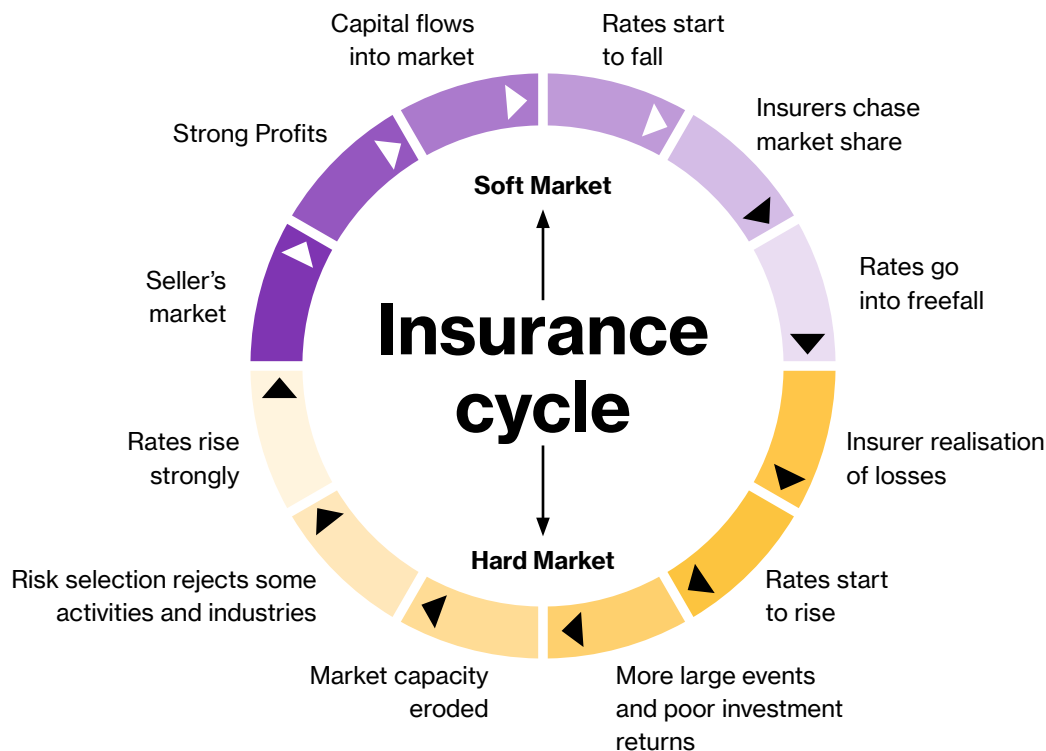 Capital flows
into market
Rates start
to fall
Insurers chase
market share
Rates go
into freefall
Insurer realisation
of losses
Rates start
to rise
More large events
and poor investment
returns
Market capacity
eroded
Risk selection rejects some
activities and industries
Rates rise
strongly
Seller’s
market
Strong Profits
Soft Market
Insurance
cycle
Hard Market